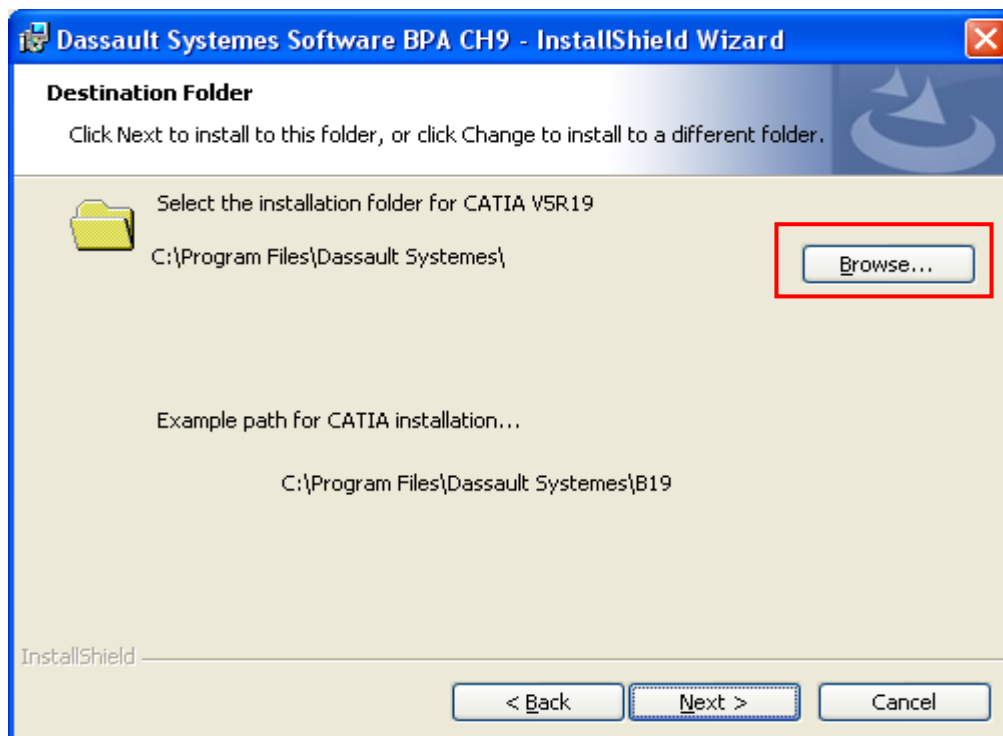 Dassault Systemes Software BPA CH9 - InstallShield Wizard
Destination Folder
Click Next to install to this folder, or click Change to install to a different folder.
Select the installation folder for CATIA V5R19
C:\Program Files\Dassault Systemes\
Browse...
Example path for CATIA installation...
C:\Program Files\Dassault Systemes\B19
InstallShield
< Back
Next >
Cancel